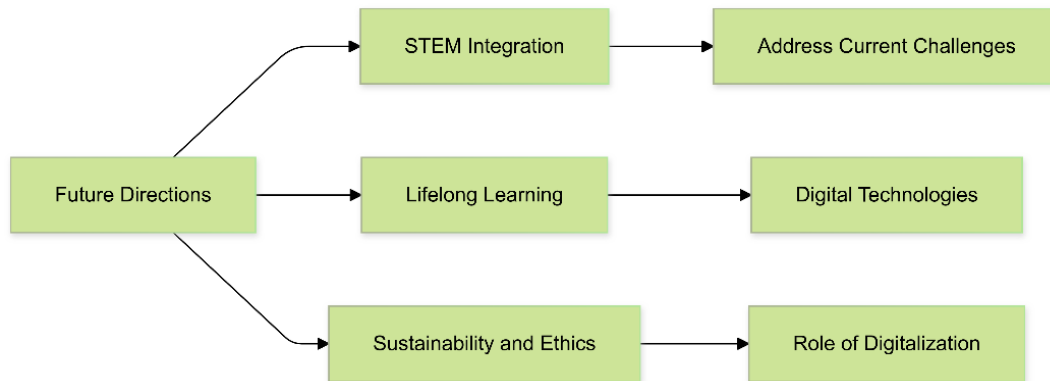 STEM Integration
Address Current Challenges
Future Directions
Lifelong Learning
Digital Technologies
Sustainability and Ethics
Role of Digitalization